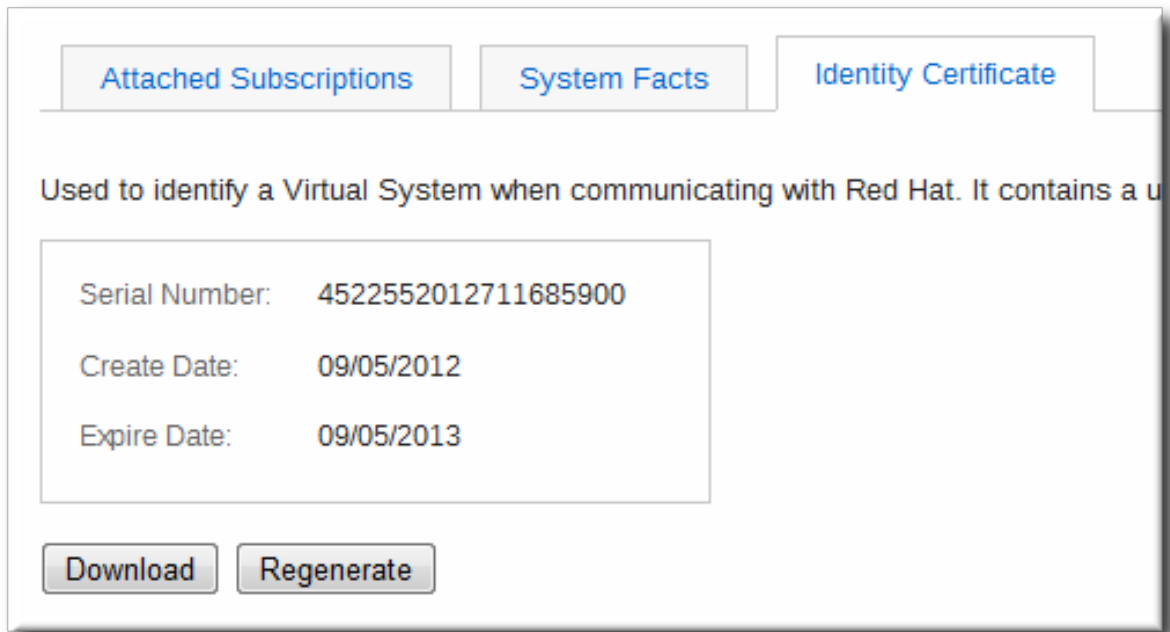 Attached Subscriptions System Facts Identity Certificate
Used to identify a Virtual System when communicating with Red Hat. It contains a u
Serial Number: 4522552012711685900
Create Date: 09/05/2012
Expire Date: 09/05/2013
Download Regenerate